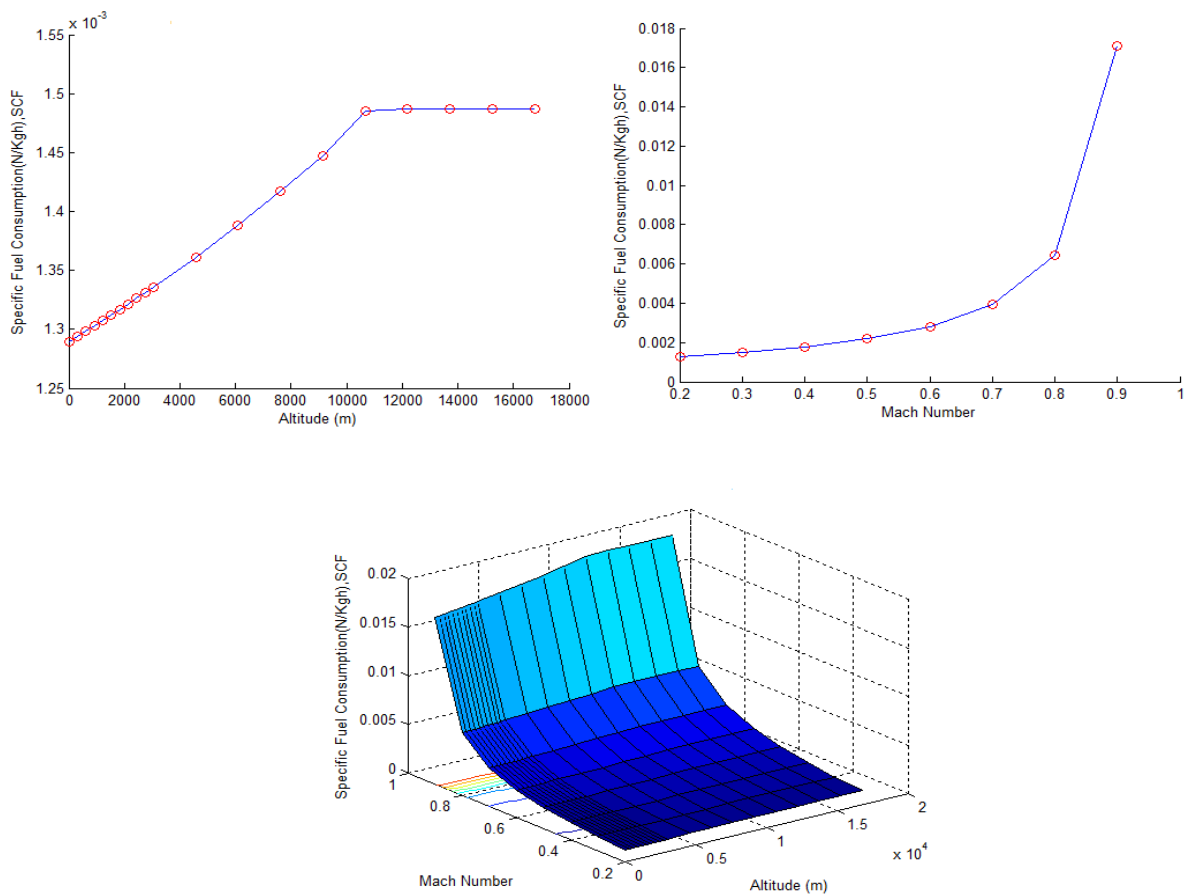 x 10⁻³
1.55
1.5
1.45
1.4
1.35
1.3
1.25
0 2000 4000 6000 8000 10000 12000 14000 16000 18000
Altitude (m)
Specific Fuel Consumption(N/Kgh),SCF
0.018
0.016
0.014
0.012
0.01
0.008
0.006
0.004
0.002
0
0.2 0.3 0.4 0.5 0.6 0.7 0.8 0.9 1
Mach Number
Specific Fuel Consumption(N/Kgh),SCF
0.02
0.015
0.01
0.005
0
Specific Fuel Consumption(N/Kgh),SCF
1
0.8
0.6
0.4
0.2
Mach Number
0
0.5
1
1.5
2
x 10⁴
Altitude (m)